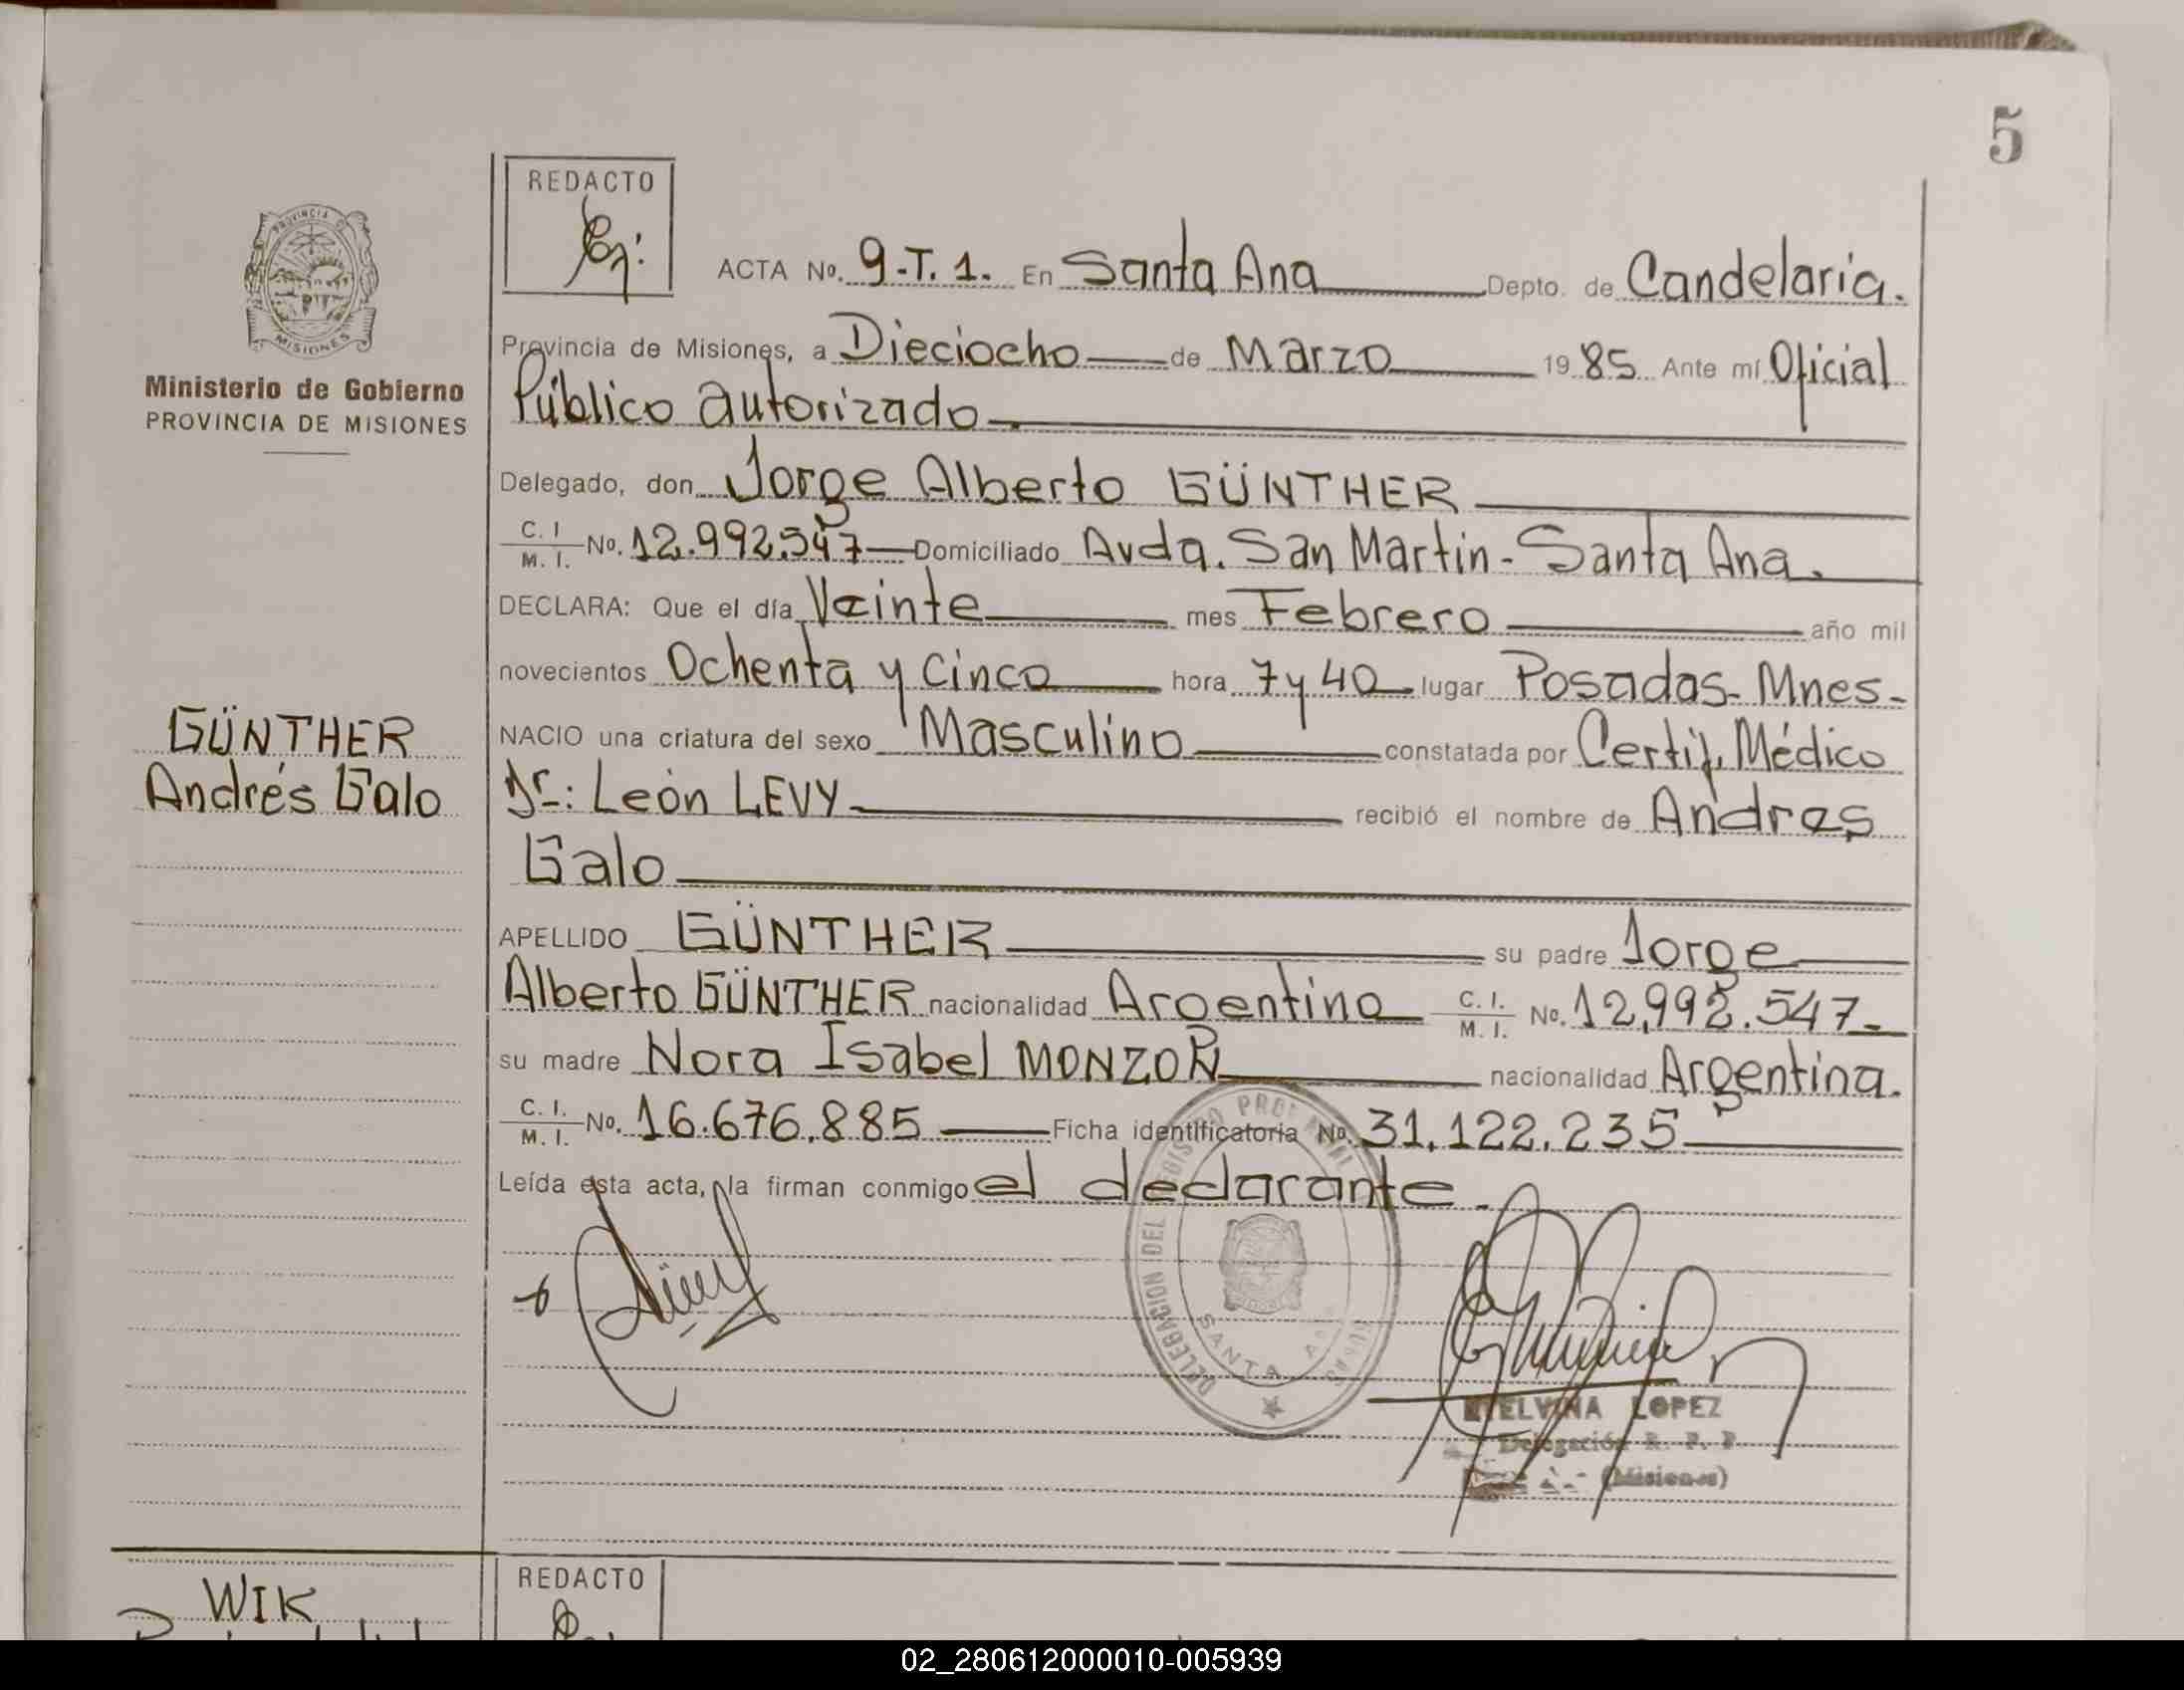 5
REDACTO
ACTA No. 9-T. 1. En Santa Ana Depto. de Candelaria.
Provincia de Misiones, a Dieciocho de Marzo 1985 Ante mí Oficial
Público autorizado
Ministerio de Gobierno
PROVINCIA DE MISIONES
Delegado, don Jorge Alberto GÜNTHER
C. I. M. I. No. 12.992.547 Domiciliado Avda. San Martin - Santa Ana.
DECLARA: Que el día Veinte mes Febrero año mil
novecientos Ochenta y Cinco hora 7 y 40 lugar Posadas - Mnes -
GÜNTHER
Andrés Galo
NACIO una criatura del sexo Masculino constatada por Certif. Médico
Dr: León LEVY recibió el nombre de Andres
Galo
APELLIDO GÜNTHER su padre Jorge
Alberto GÜNTHER nacionalidad Argentino C. I. M. I. No. 12.992.547 -
su madre Nora Isabel MONZON nacionalidad Argentina.
C. I. M. I. No. 16.676.885 Ficha identificatoria No. 31.122.235
Leída esta acta, la firman conmigo el declarante.
DELEGACION DEL REGISTRO
SANTA ANA
LOPEZ
Delegación R. P. P.
(Misiones)
WIK
REDACTO
02_280612000010-005939